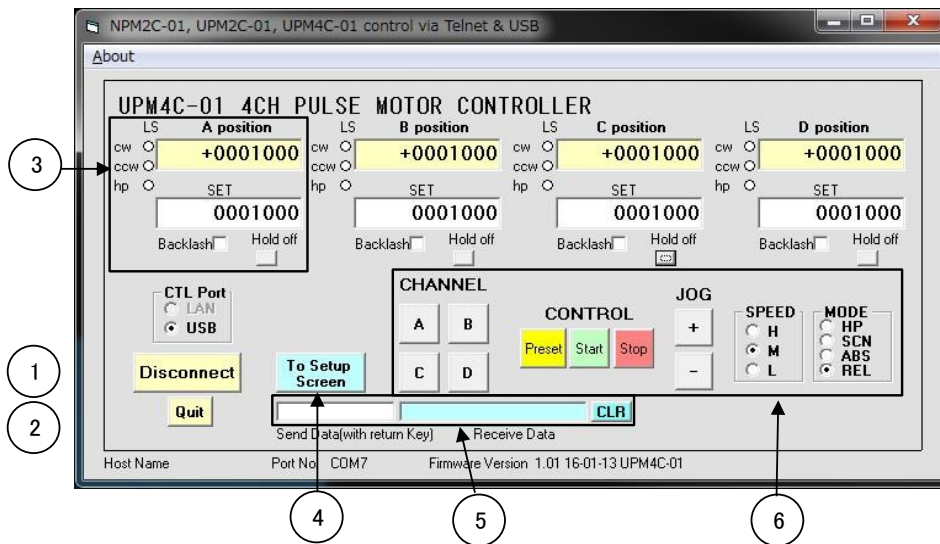 NPM2C-01, UPM2C-01, UPM4C-01 control via Telnet & USB
About
UPM4C-01 4CH PULSE MOTOR CONTROLLER
LS A position LS B position LS C position LS D position
cw +0001000 cw +0001000 cw +0001000 cw +0001000
ccw ccw ccw ccw
hp SET hp SET hp SET hp SET
0001000 0001000 0001000 0001000
Backlash Hold off Backlash Hold off Backlash Hold off Backlash Hold off
3
CTL Port
LAN
USB
CHANNEL
A B
C D
CONTROL
Preset Start Stop
JOG
+
-
SPEED
H
M
L
MODE
HP
SCN
ABS
REL
1
Disconnect
To Setup
Screen
2
Quit
CLR
Send Data(with return Key) Receive Data
Host Name Port No. COM7 Firmware Version 1.01 16-01-13 UPM4C-01
4 5 6